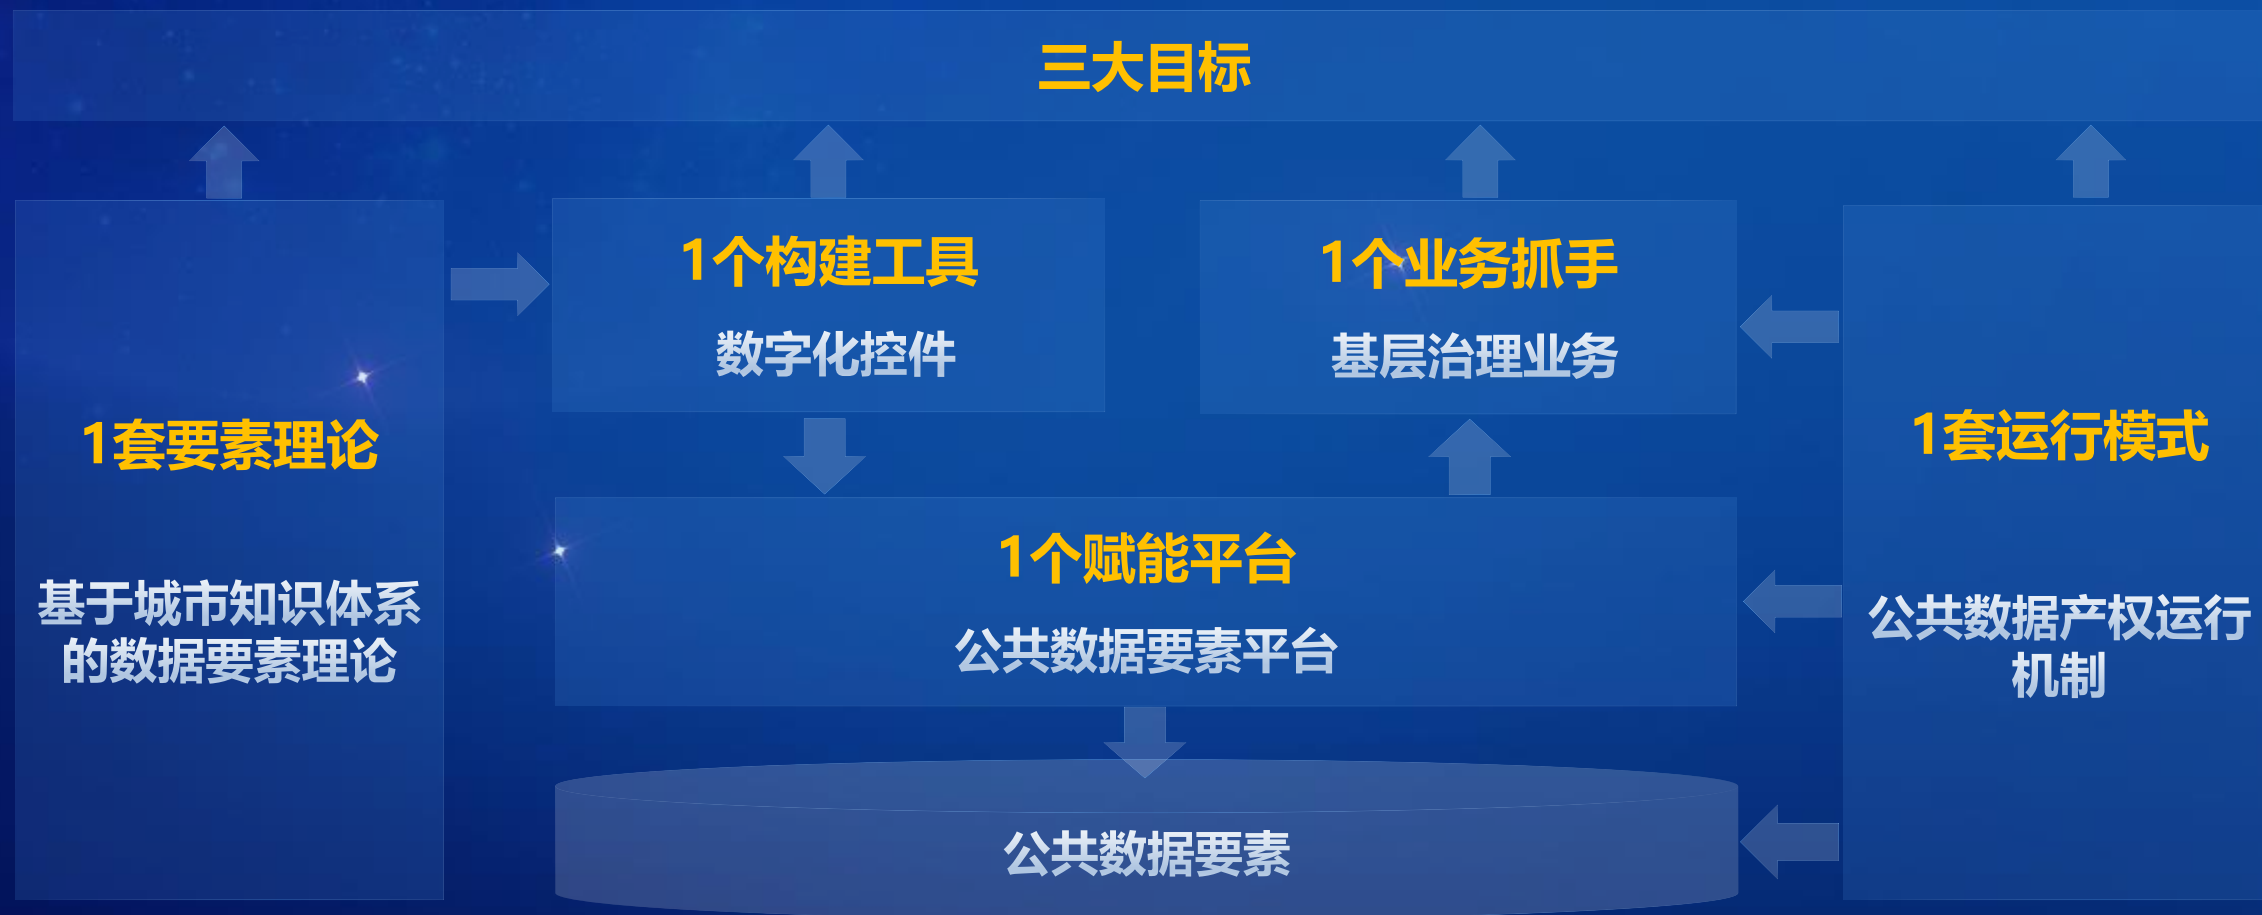 三大目标
1套要素理论
基于城市知识体系
的数据要素理论
1个构建工具
数字化控件
1个业务抓手
基层治理业务
1个赋能平台
公共数据要素平台
公共数据要素
1套运行模式
公共数据产权运行
机制